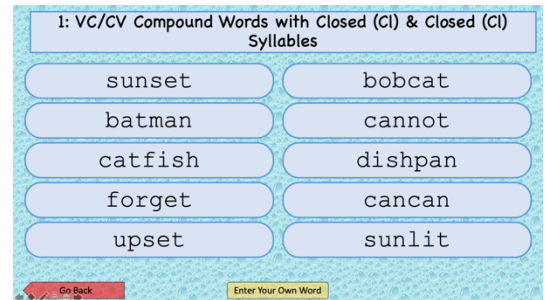 1: VC/CV Compound Words with Closed (Cl) & Closed (Cl)
Syllables
sunset
bobcat
batman
cannot
catfish
dishpan
forget
cancan
upset
sunlit
Go Back
Enter Your Own Word